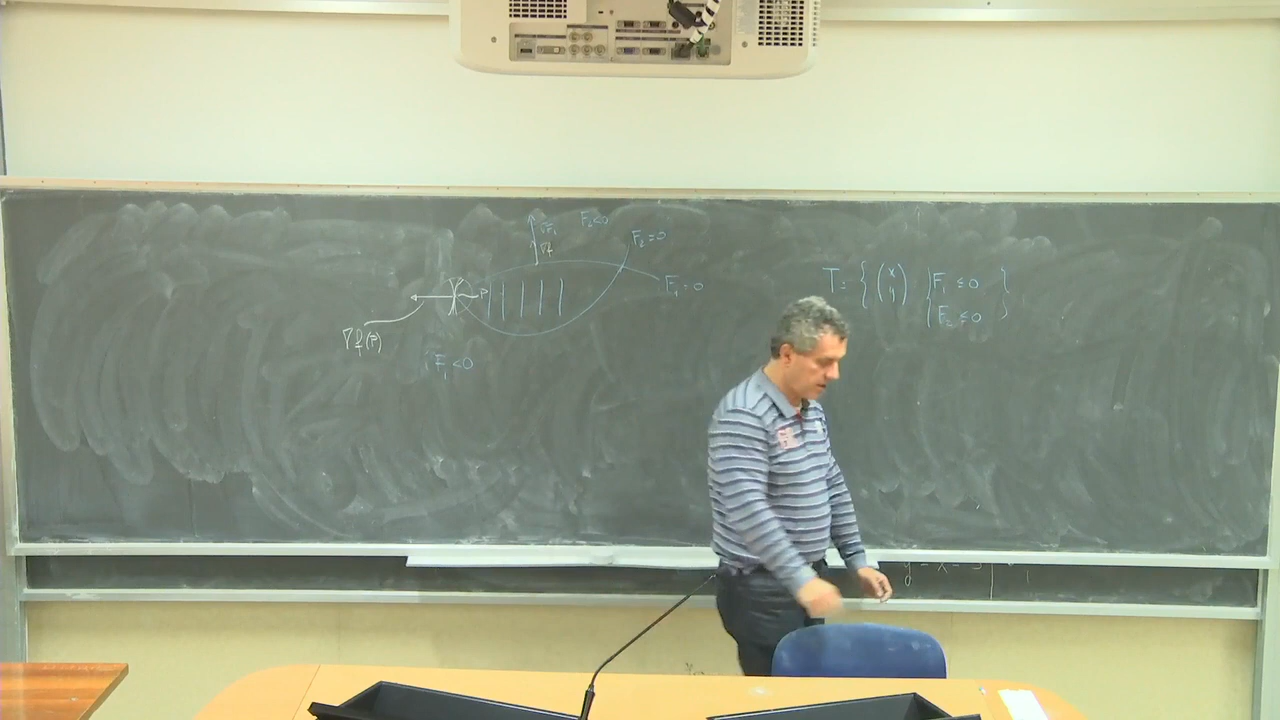 ∇F₁
∇f
F₂<0
F₂=0
F₁=0
P
∇f(P)
F₁<0
T= { (x y) | F₁ ≤0
F₂ ≤0 }